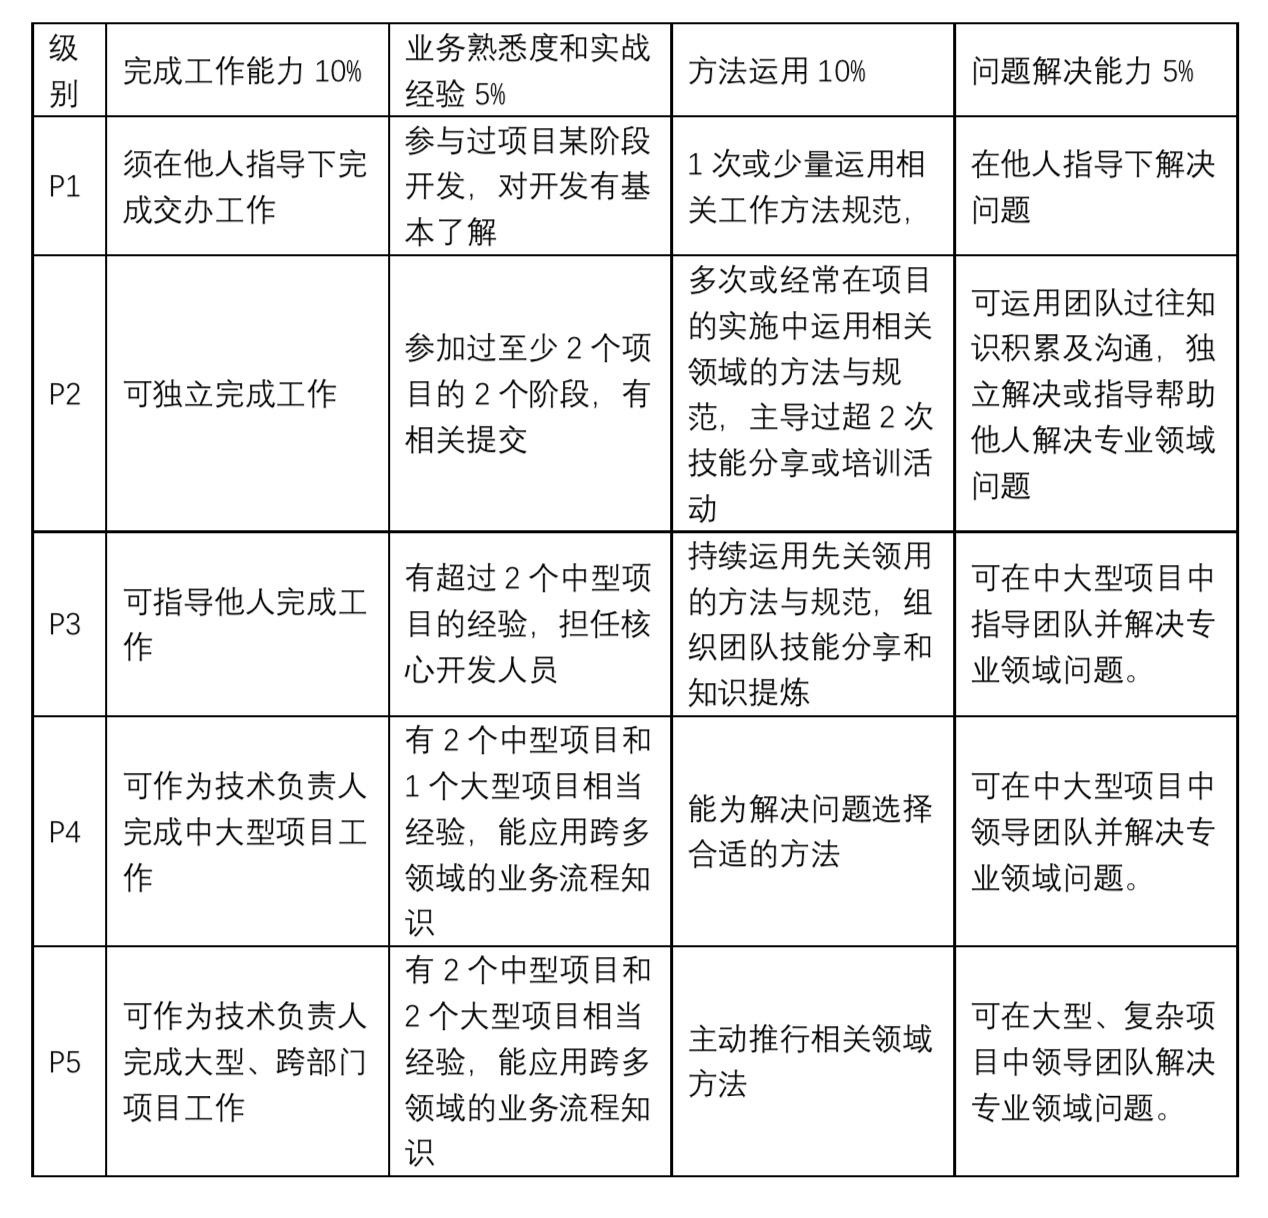 级
别
完成工作能力 10%
业务熟悉度和实战
经验 5%
方法运用 10%
问题解决能力 5%
P1
须在他人指导下完
成交办工作
参与过项目某阶段
开发，对开发有基
本了解
1 次或少量运用相
关工作方法规范，
在他人指导下解决
问题
P2
可独立完成工作
参加过至少 2 个项
目的 2 个阶段，有
相关提交
多次或经常在项目
的实施中运用相关
领域的方法与规
范，主导过超 2 次
技能分享或培训活
动
可运用团队过往知
识积累及沟通，独
立解决或指导帮助
他人解决专业领域
问题
P3
可指导他人完成工
作
有超过 2 个中型项
目的经验，担任核
心开发人员
持续运用先关领用
的方法与规范，组
织团队技能分享和
知识提炼
可在中大型项目中
指导团队并解决专
业领域问题。
P4
可作为技术负责人
完成中大型项目工
作
有 2 个中型项目和
1 个大型项目相当
经验，能应用跨多
领域的业务流程知
识
能为解决问题选择
合适的方法
可在中大型项目中
领导团队并解决专
业领域问题。
P5
可作为技术负责人
完成大型、跨部门
项目工作
有 2 个中型项目和
2 个大型项目相当
经验，能应用跨多
领域的业务流程知
识
主动推行相关领域
方法
可在大型、复杂项
目中领导团队解决
专业领域问题。